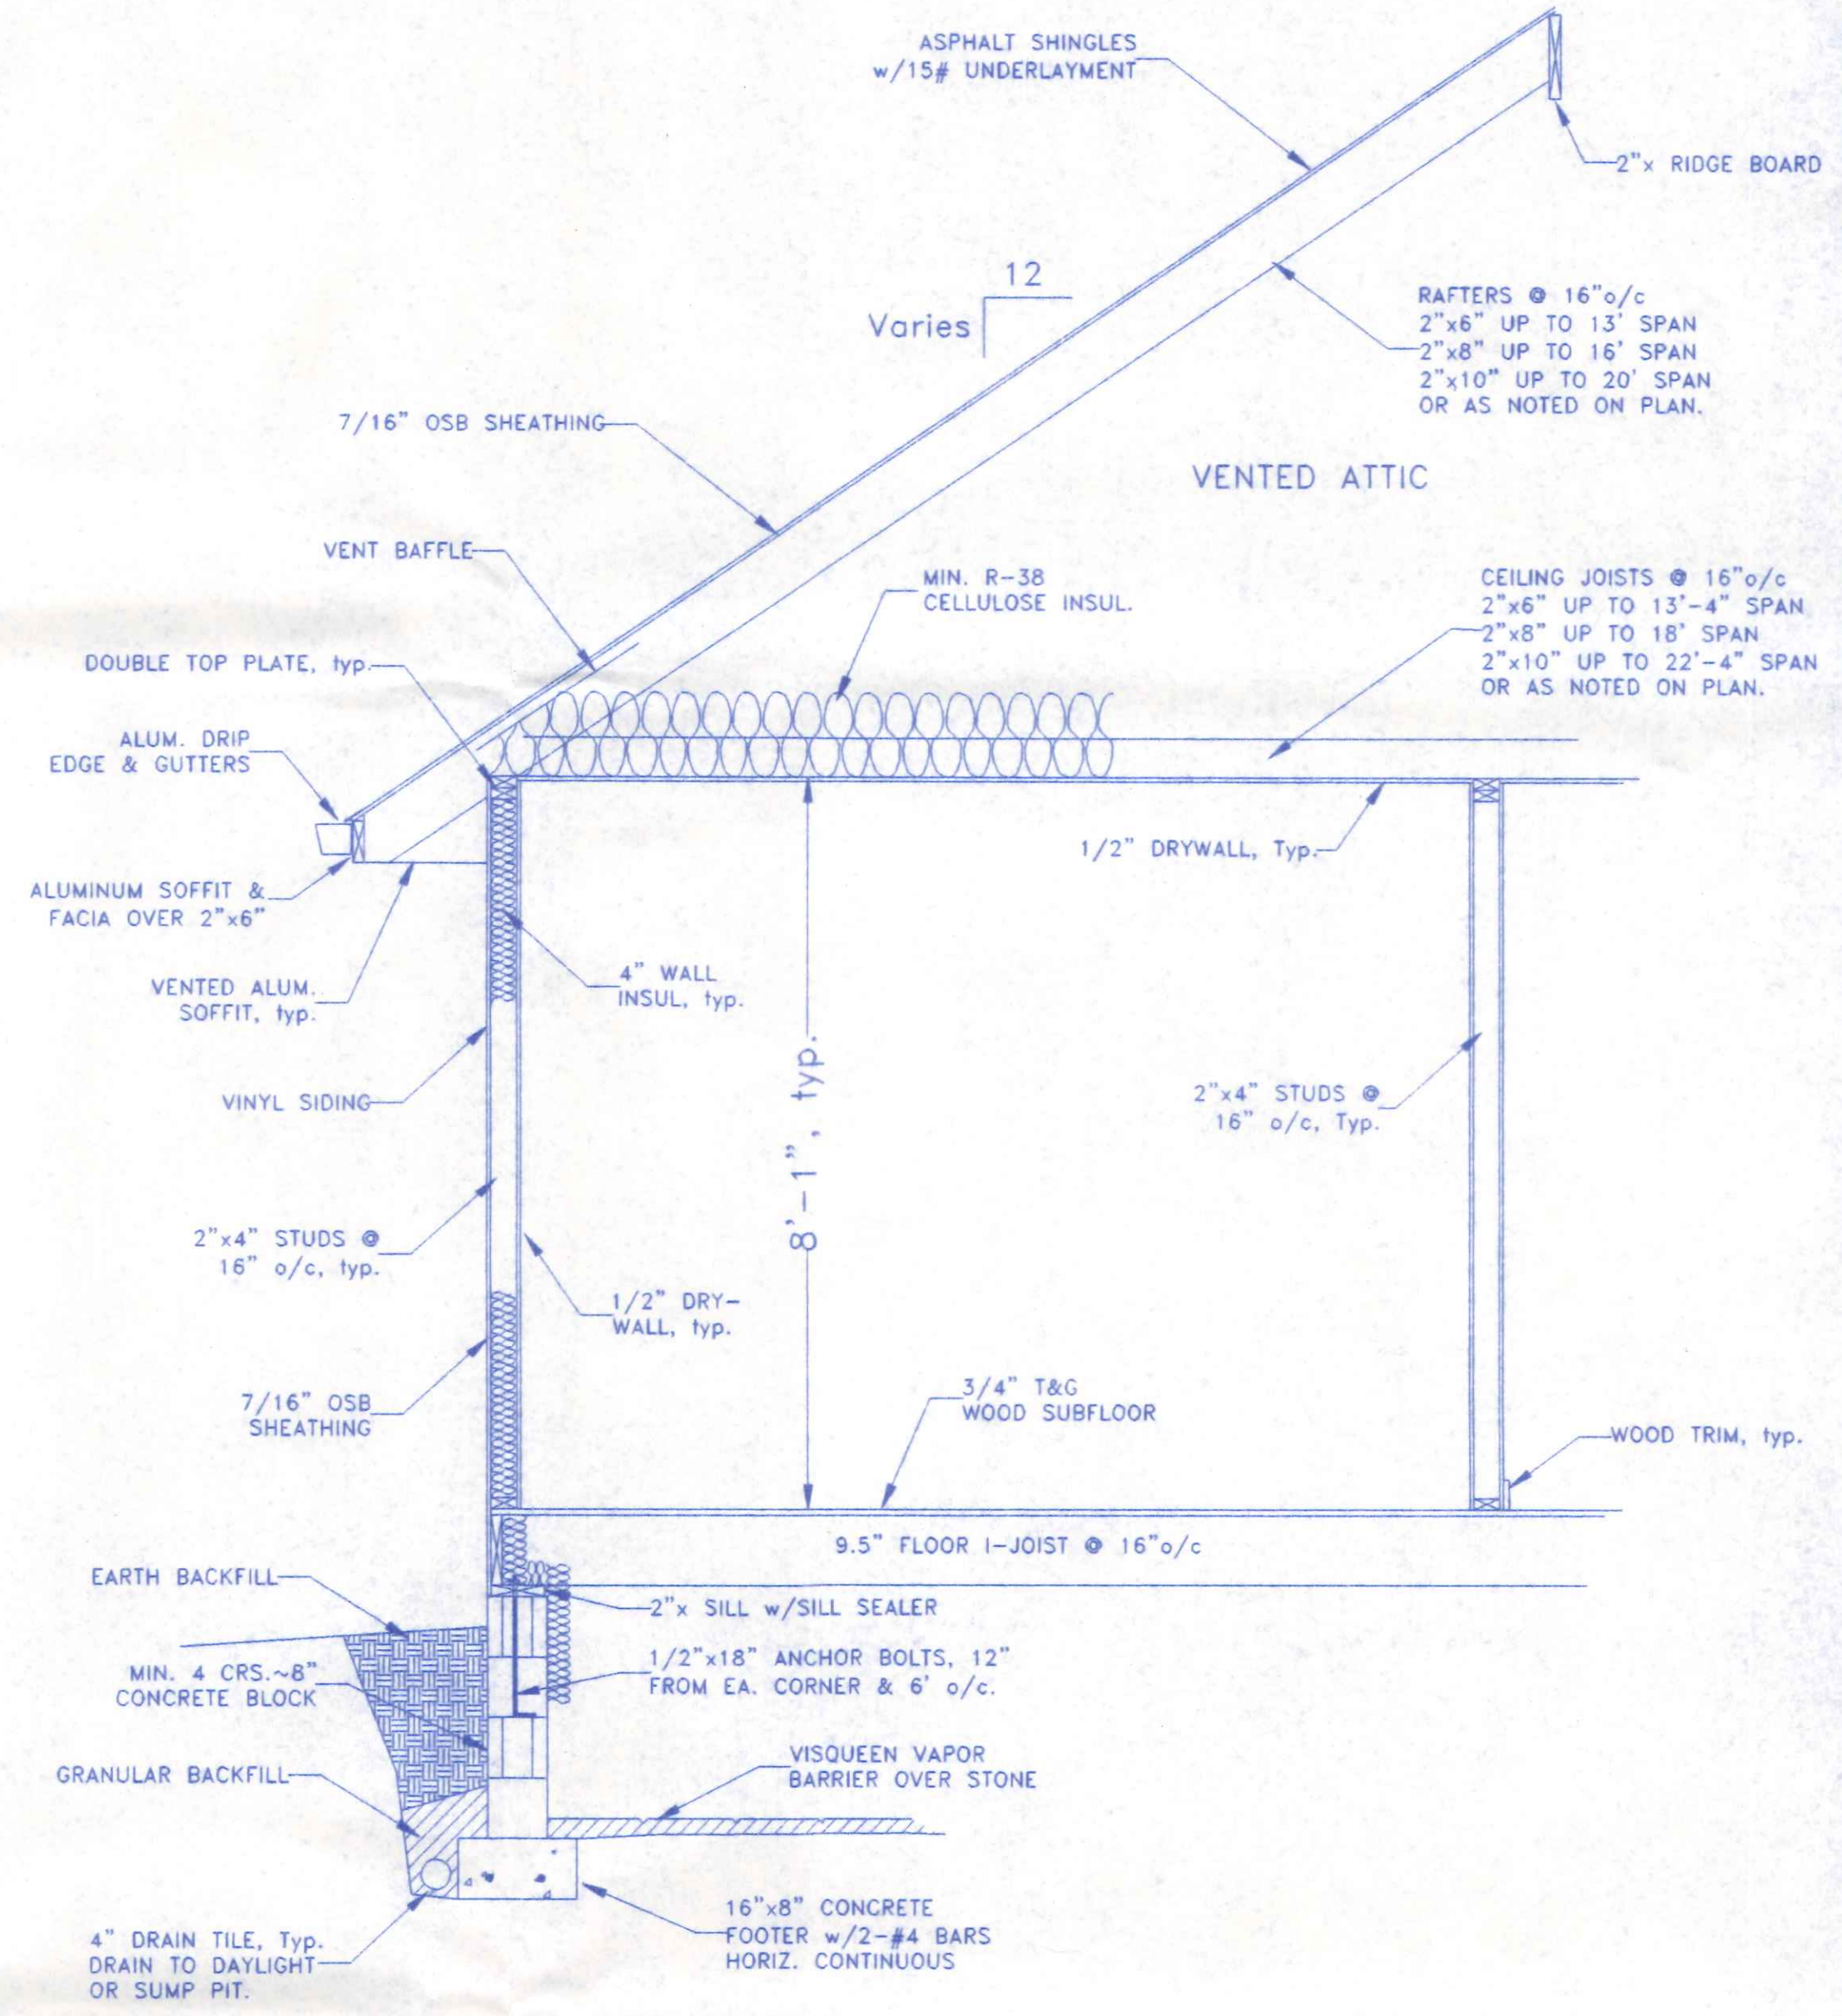 ASPHALT SHINGLES
w/15# UNDERLAYMENT
2"x RIDGE BOARD
12
Varies
RAFTERS @ 16"o/c
2"x6" UP TO 13' SPAN
2"x8" UP TO 16' SPAN
2"x10" UP TO 20' SPAN
OR AS NOTED ON PLAN.
7/16" OSB SHEATHING
VENTED ATTIC
VENT BAFFLE
MIN. R-38
CELLULOSE INSUL.
CEILING JOISTS @ 16"o/c
2"x6" UP TO 13'-4" SPAN
2"x8" UP TO 18' SPAN
2"x10" UP TO 22'-4" SPAN
OR AS NOTED ON PLAN.
DOUBLE TOP PLATE, typ.
ALUM. DRIP
EDGE & GUTTERS
1/2" DRYWALL, Typ.
ALUMINUM SOFFIT &
FACIA OVER 2"x6"
4" WALL
INSUL, typ.
VENTED ALUM.
SOFFIT, typ.
VINYL SIDING
8'-1", typ.
2"x4" STUDS @
16" o/c, Typ.
2"x4" STUDS @
16" o/c, typ.
1/2" DRY-
WALL, typ.
7/16" OSB
SHEATHING
3/4" T&G
WOOD SUBFLOOR
WOOD TRIM, typ.
9.5" FLOOR I-JOIST @ 16"o/c
EARTH BACKFILL
2"x SILL w/SILL SEALER
MIN. 4 CRS.~8"
CONCRETE BLOCK
1/2"x18" ANCHOR BOLTS, 12"
FROM EA. CORNER & 6' o/c.
GRANULAR BACKFILL
VISQUEEN VAPOR
BARRIER OVER STONE
16"x8" CONCRETE
FOOTER w/2-#4 BARS
HORIZ. CONTINUOUS
4" DRAIN TILE, Typ.
DRAIN TO DAYLIGHT
OR SUMP PIT.